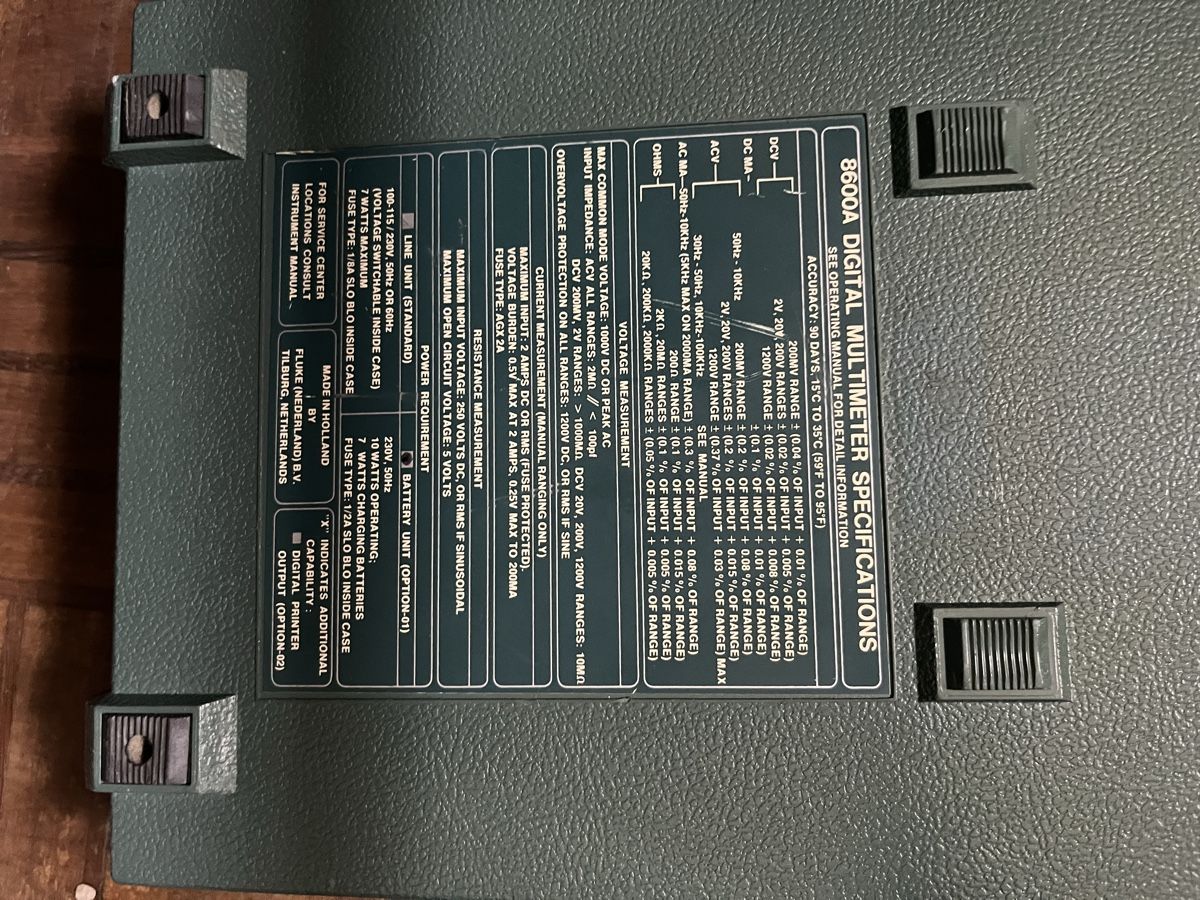 8600A DIGITAL MULTIMETER SPECIFICATIONS
SEE OPERATING MANUAL FOR DETAIL INFORMATION
ACCURACY: 90 DAYS, 15°C TO 35°C (59°F TO 95°F)
DCV 200MV RANGE ± (0.04 % OF INPUT + 0.01 % OF RANGE)
2V, 20V, 200V RANGES ± (0.02 % OF INPUT + 0.005 % OF RANGE)
1200V RANGE ± (0.02 % OF INPUT + 0.008 % OF RANGE)
DC MA ± (0.1 % OF INPUT + 0.01 % OF RANGE)
ACV 50Hz - 10KHz 200MV RANGE ± (0.2 % OF INPUT + 0.015 % OF RANGE)
2V, 20V, 200V RANGES ± (0.2 % OF INPUT + 0.015 % OF RANGE)
1200V RANGE ± (0.37 % OF INPUT + 0.03 % OF RANGE) MAX
30Hz - 50Hz, 10KHz-100KHz SEE MANUAL
AC MA 50Hz-10KHz (5KHz MAX ON 2000MA RANGE) ± (0.3 % OF INPUT + 0.08 % OF RANGE)
OHMS 200Ω RANGE ± (0.1 % OF INPUT + 0.015 % OF RANGE)
2KΩ, 20MΩ RANGES ± (0.1 % OF INPUT + 0.005 % OF RANGE)
20KΩ, 200KΩ, 2000KΩ RANGES ± (0.05 % OF INPUT + 0.005 % OF RANGE)
VOLTAGE MEASUREMENT
MAX COMMON MODE VOLTAGE: 1000V DC OR PEAK AC
INPUT IMPEDANCE: ACV ALL RANGES: 2MΩ // < 100pf
DCV 200MV, 2V RANGES: > 1000MΩ DCV 20V, 200V, 1200V RANGES: 10MΩ
OVERVOLTAGE PROTECTION ON ALL RANGES: 1200V DC, OR RMS IF SINE
CURRENT MEASUREMENT (MANUAL RANGING ONLY)
MAXIMUM INPUT: 2 AMPS DC OR RMS (FUSE PROTECTED).
VOLTAGE BURDEN: 0.5V MAX AT 2 AMPS, 0.25V MAX TO 200MA
FUSE TYPE: AGX 2A
RESISTANCE MEASUREMENT
MAXIMUM INPUT VOLTAGE: 250 VOLTS DC, OR RMS IF SINUSOIDAL
MAXIMUM OPEN CIRCUIT VOLTAGE: 5 VOLTS
POWER REQUIREMENT
LINE UNIT (STANDARD)
100-115 / 230V, 50Hz OR 60Hz
(VOLTAGE SWITCHABLE INSIDE CASE)
7 WATTS MAXIMUM
FUSE TYPE: 1/8A SLO BLO INSIDE CASE
BATTERY UNIT (OPTION-01)
230V, 50Hz
10 WATTS OPERATING;
7 WATTS CHARGING BATTERIES
FUSE TYPE: 1/2A SLO BLO INSIDE CASE
FOR SERVICE CENTER
LOCATIONS CONSULT
INSTRUMENT MANUAL
MADE IN HOLLAND
BY
FLUKE (NEDERLAND) B.V.
TILBURG, NETHERLANDS
"X" INDICATES ADDITIONAL
CAPABILITY:
DIGITAL PRINTER
OUTPUT (OPTION-02)